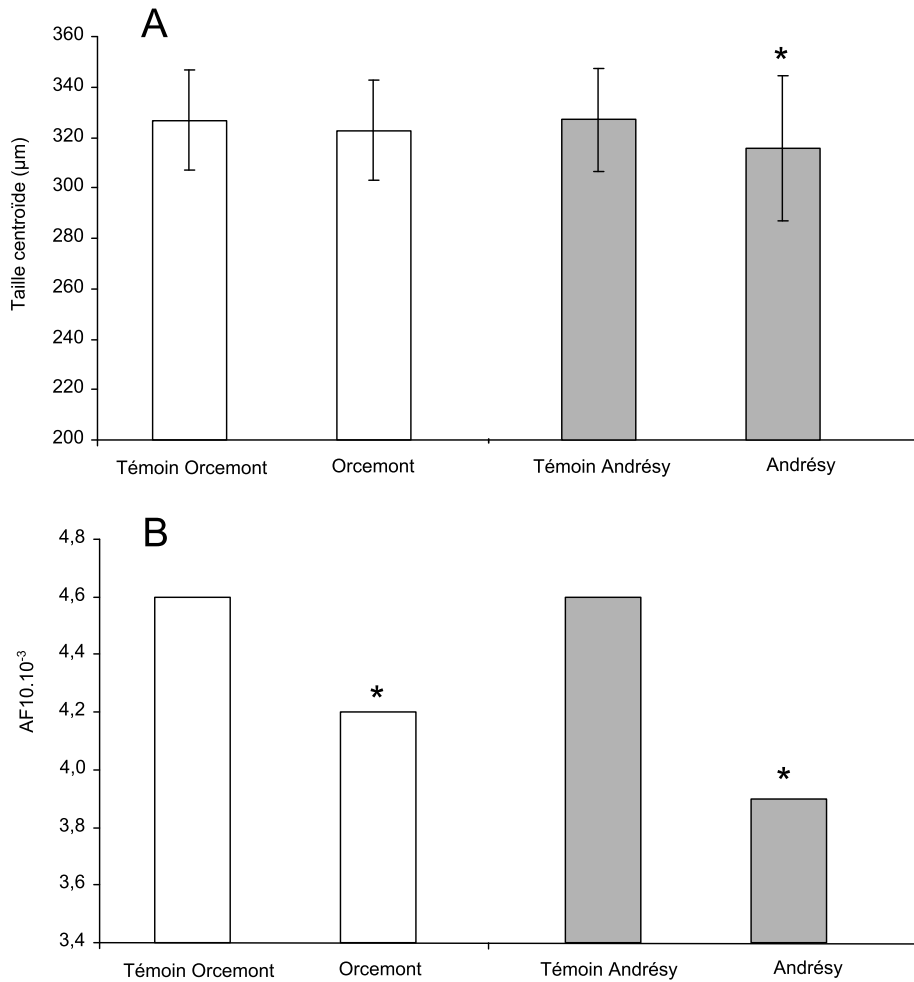 A
360
340
320
300
280
260
240
220
200
Taille centroïde (µm)
*
Témoin Orcemont
Orcemont
Témoin Andrésy
Andrésy
B
4,8
4,6
4,4
4,2
4,0
3,8
3,6
3,4
AF10.10-3
*
*
Témoin Orcemont
Orcemont
Témoin Andrésy
Andrésy